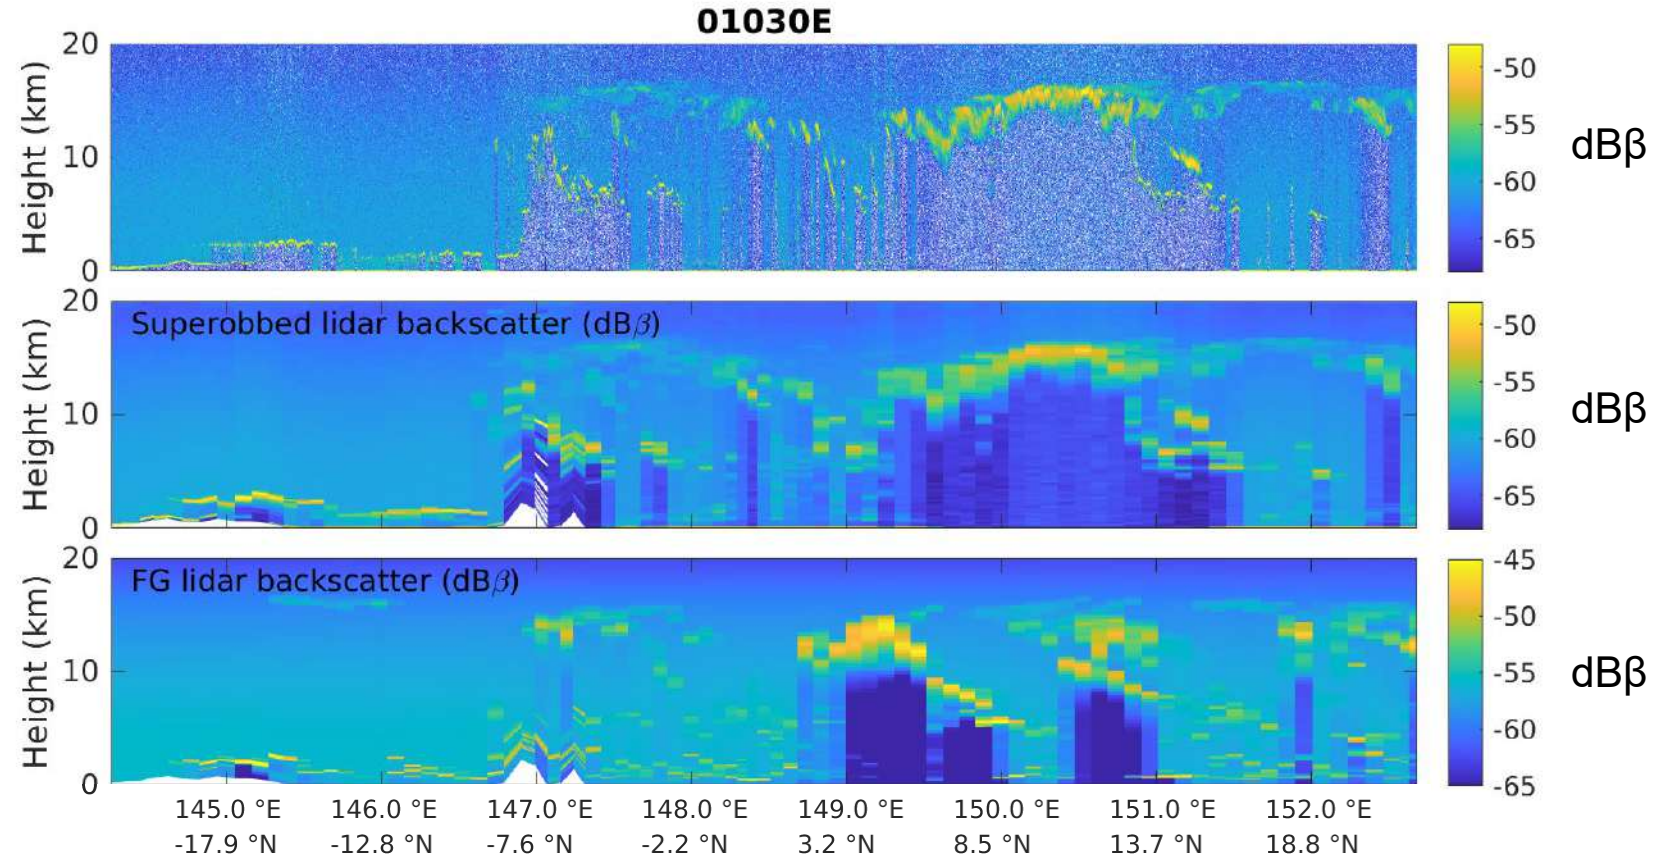 01030E
Height (km)
20
10
0
-50
-55
-60
-65
dBβ
Superobbed lidar backscatter (dBβ)
Height (km)
20
10
0
-50
-55
-60
-65
dBβ
FG lidar backscatter (dBβ)
Height (km)
20
10
0
-45
-50
-55
-60
-65
dBβ
145.0 °E 146.0 °E 147.0 °E 148.0 °E 149.0 °E 150.0 °E 151.0 °E 152.0 °E
-17.9 °N -12.8 °N -7.6 °N -2.2 °N 3.2 °N 8.5 °N 13.7 °N 18.8 °N